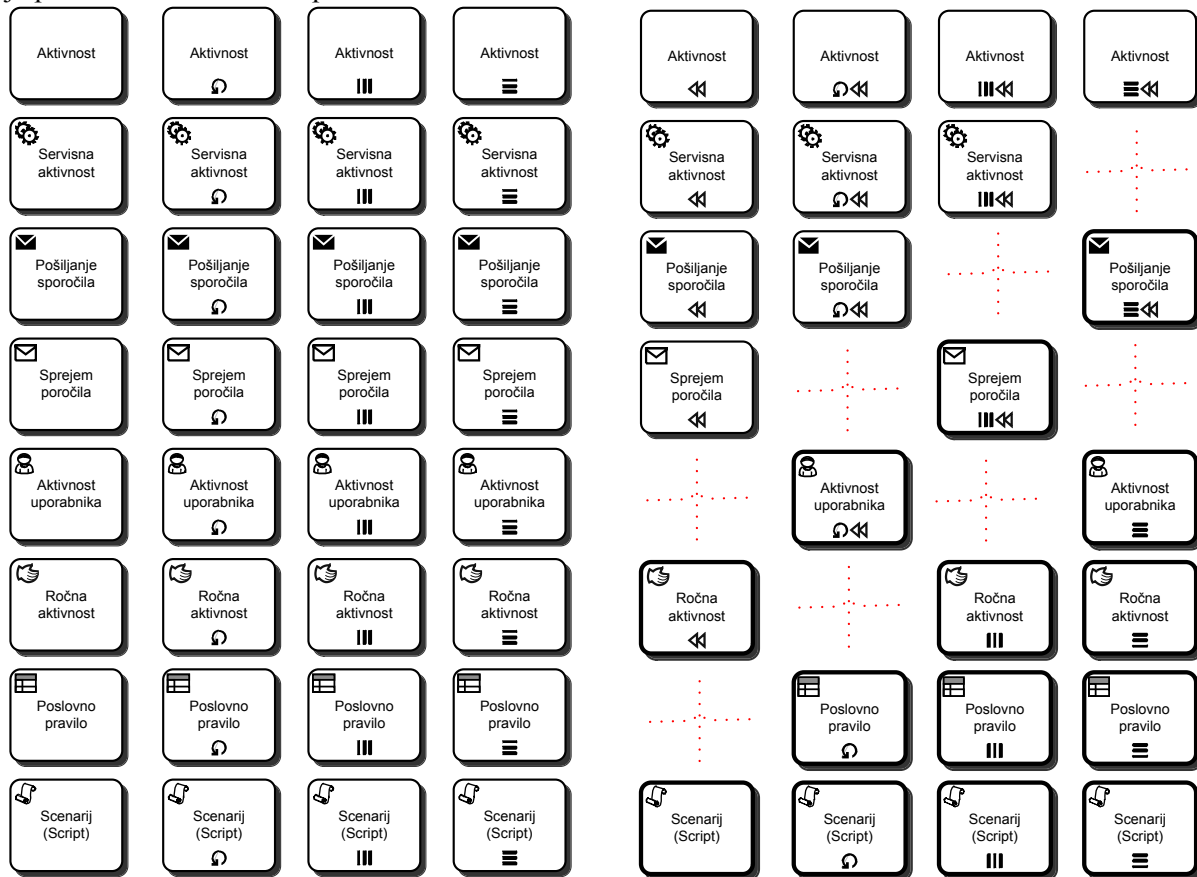 Aktivnost
Aktivnost
Aktivnost
Aktivnost
Aktivnost
Aktivnost
Aktivnost
Aktivnost
Servisna
aktivnost
Servisna
aktivnost
Servisna
aktivnost
Servisna
aktivnost
Servisna
aktivnost
Servisna
aktivnost
Servisna
aktivnost
Pošiljanje
sporočila
Pošiljanje
sporočila
Pošiljanje
sporočila
Pošiljanje
sporočila
Pošiljanje
sporočila
Pošiljanje
sporočila
Pošiljanje
sporočila
Sprejem
poročila
Sprejem
poročila
Sprejem
poročila
Sprejem
poročila
Sprejem
poročila
Sprejem
poročila
Aktivnost
uporabnika
Aktivnost
uporabnika
Aktivnost
uporabnika
Aktivnost
uporabnika
Aktivnost
uporabnika
Aktivnost
uporabnika
Ročna
aktivnost
Ročna
aktivnost
Ročna
aktivnost
Ročna
aktivnost
Ročna
aktivnost
Ročna
aktivnost
Ročna
aktivnost
Poslovno
pravilo
Poslovno
pravilo
Poslovno
pravilo
Poslovno
pravilo
Poslovno
pravilo
Poslovno
pravilo
Poslovno
pravilo
Scenarij
(Script)
Scenarij
(Script)
Scenarij
(Script)
Scenarij
(Script)
Scenarij
(Script)
Scenarij
(Script)
Scenarij
(Script)
Scenarij
(Script)